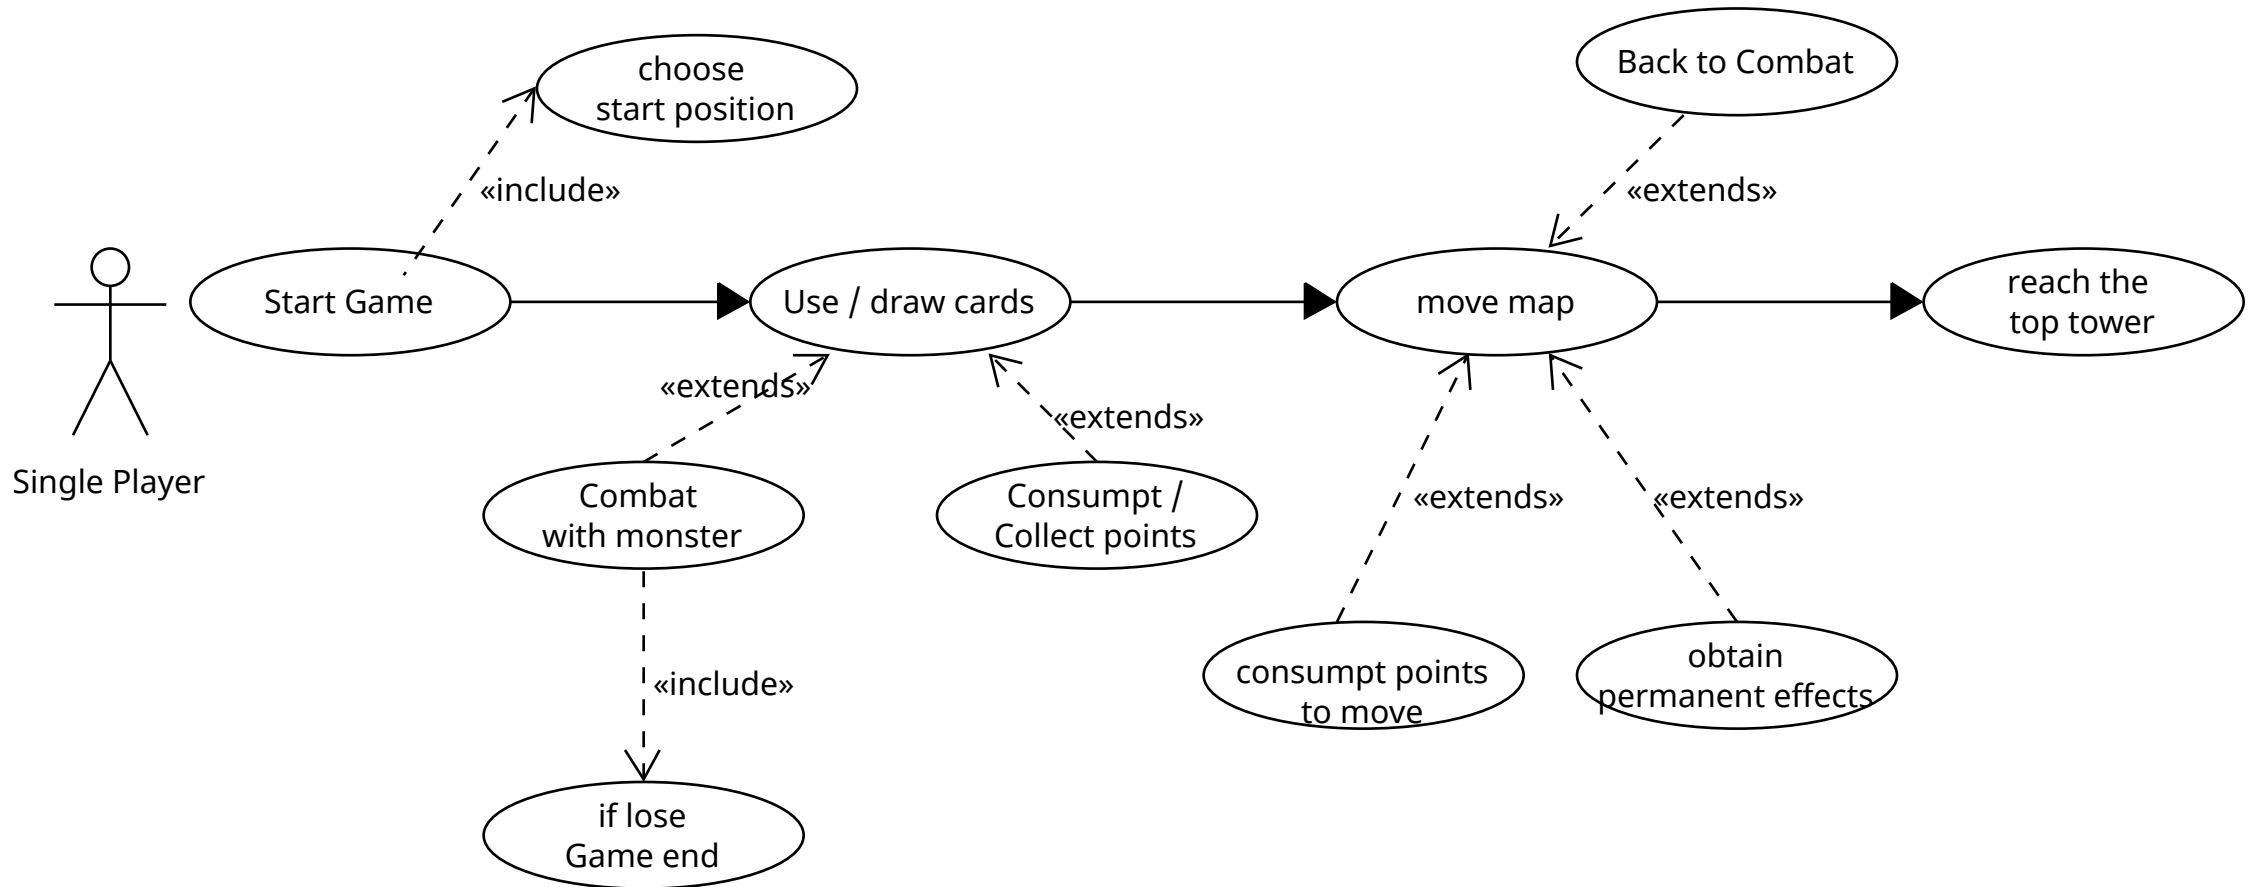 choose
start position
Back to Combat
«include»
«extends»
Start Game
Use / draw cards
move map
reach the
top tower
«extends»
«extends»
Single Player
Combat
with monster
Consumpt /
Collect points
«extends»
«extends»
«include»
consumpt points
to move
obtain
permanent effects
if lose
Game end